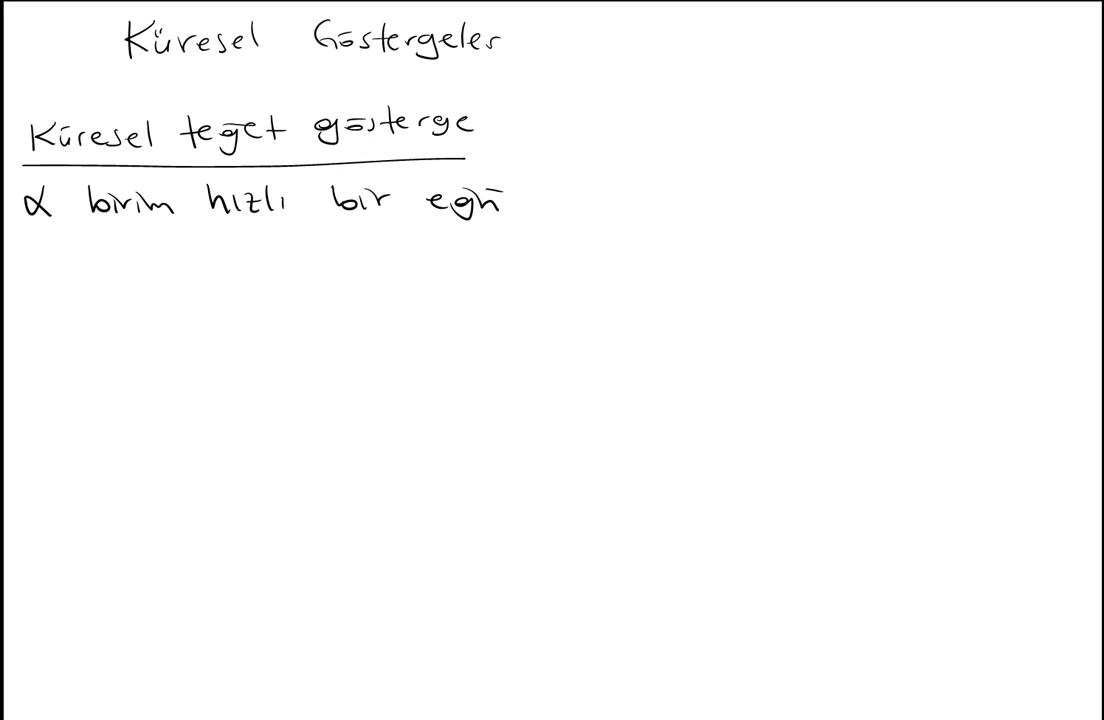 Küresel Göstergeler
Küresel teğet gösterge
α birim hızlı bir eğri